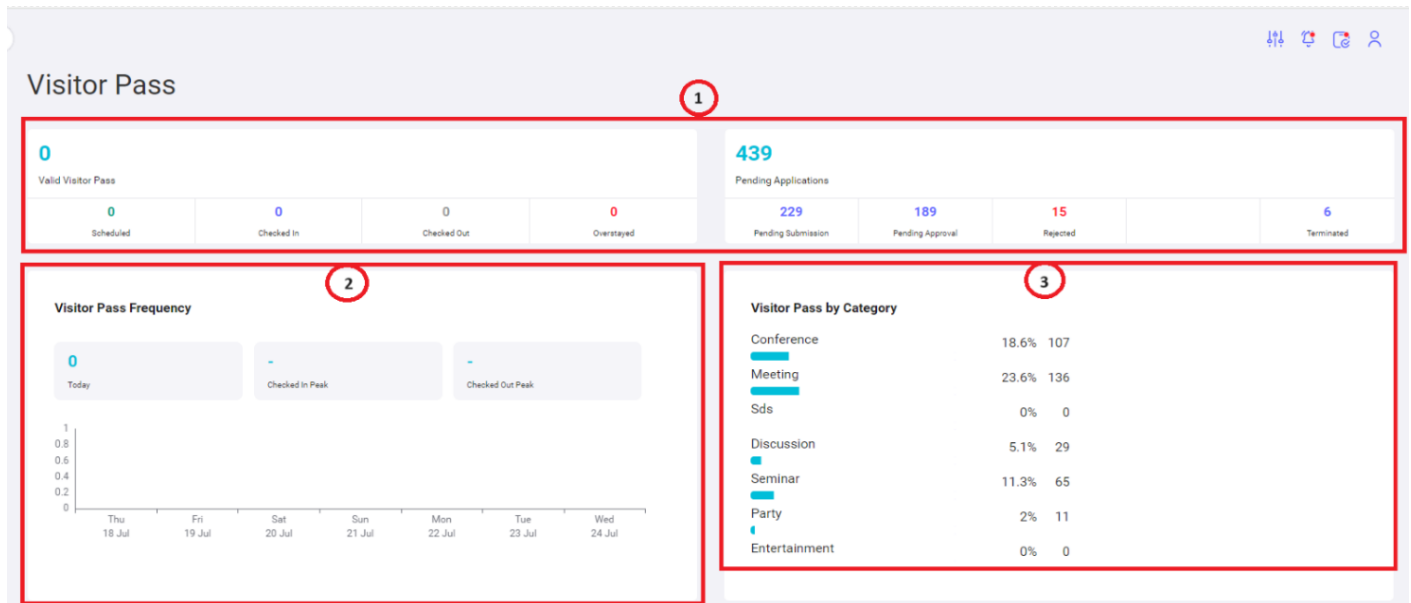 Visitor Pass
1
0
Valid Visitor Pass
0
Scheduled
0
Checked In
0
Checked Out
0
Overstayed
439
Pending Applications
229
Pending Submission
189
Pending Approval
15
Rejected
6
Terminated
2
Visitor Pass Frequency
0
Today
-
Checked In Peak
-
Checked Out Peak
1
0.8
0.6
0.4
0.2
0
Thu
18 Jul
Fri
19 Jul
Sat
20 Jul
Sun
21 Jul
Mon
22 Jul
Tue
23 Jul
Wed
24 Jul
3
Visitor Pass by Category
Conference 18.6% 107
Meeting 23.6% 136
Sds 0% 0
Discussion 5.1% 29
Seminar 11.3% 65
Party 2% 11
Entertainment 0% 0